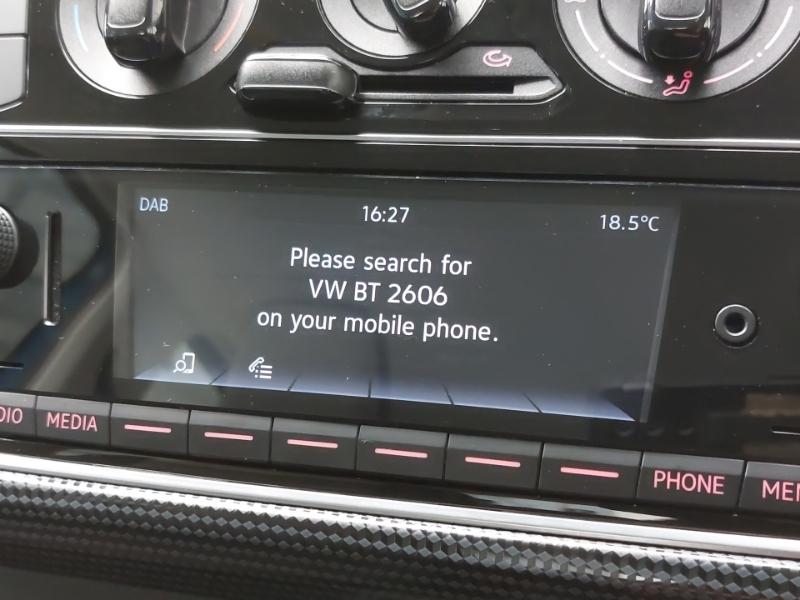 DAB
16:27
18.5°C
Please search for
VW BT 2606
on your mobile phone.
MEDIA
PHONE